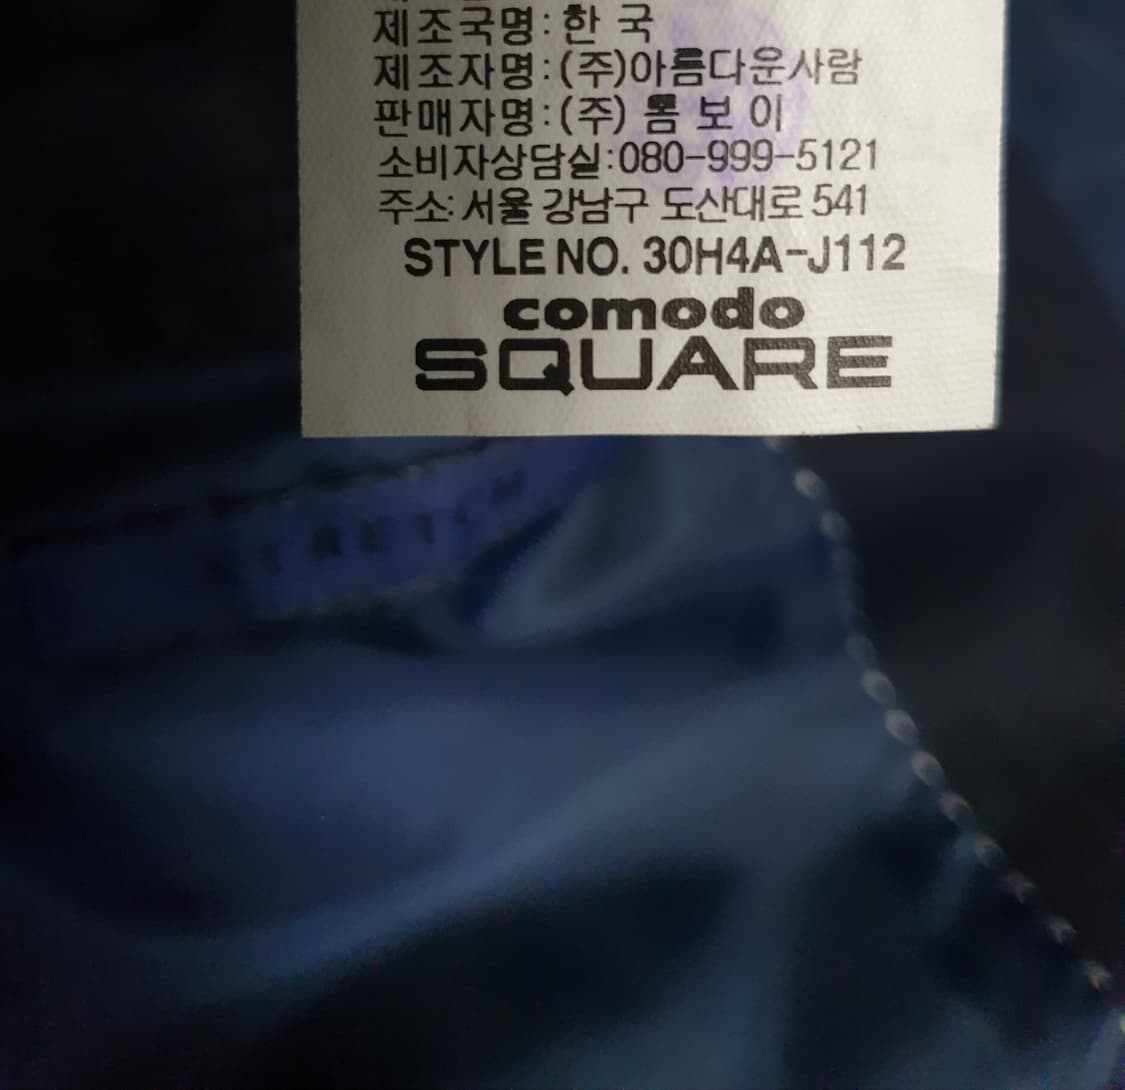 제조국명:한 국
제조자명:(주)아름다운사람
판매자명:(주) 톰 보 이
소비자상담실:080-999-5121
주소: 서울 강남구 도산대로 541
STYLE NO. 30H4A-J112
comodo
SQUARE
STRETCH